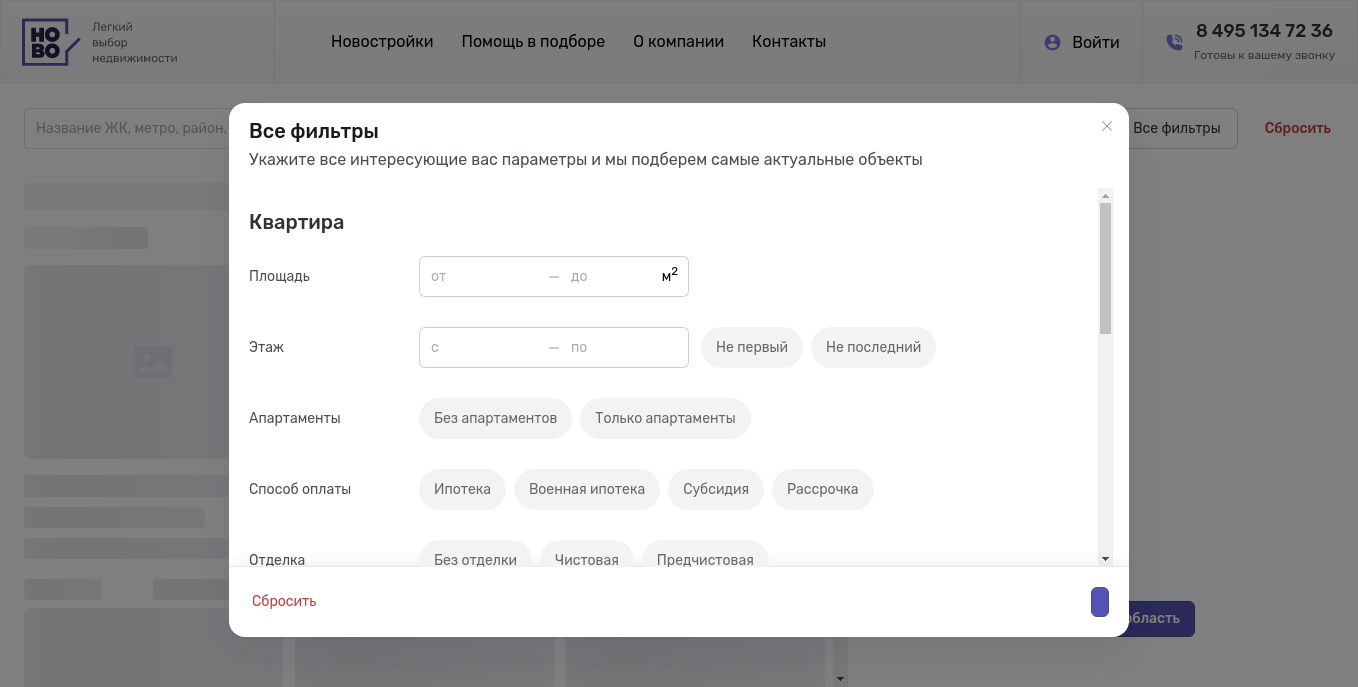 НО
ВО
Легкий
выбор
недвижимости
Новостройки
Помощь в подборе
О компании
Контакты
Войти
8 495 134 72 36
Готовы к вашему звонку
Название ЖК, метро, район,
Все фильтры
Сбросить
Все фильтры
Укажите все интересующие вас параметры и мы подберем самые актуальные объекты
Квартира
Площадь
от — до м²
Этаж
с — по
Не первый
Не последний
Апартаменты
Без апартаментов
Только апартаменты
Способ оплаты
Ипотека
Военная ипотека
Субсидия
Рассрочка
Отделка
Без отделки
Чистовая
Предчистовая
Сбросить
область